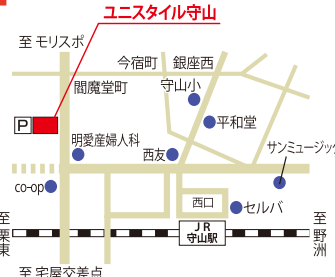 ユニスタイル守山
至 モリスポ
今宿町
銀座西
閻魔堂町
守山小
P
平和堂
明愛産婦人科
西友
サンミュージッ
co-op
西口
セルバ
至栗東
JR
守山駅
至野洲
至 宅屋交差点